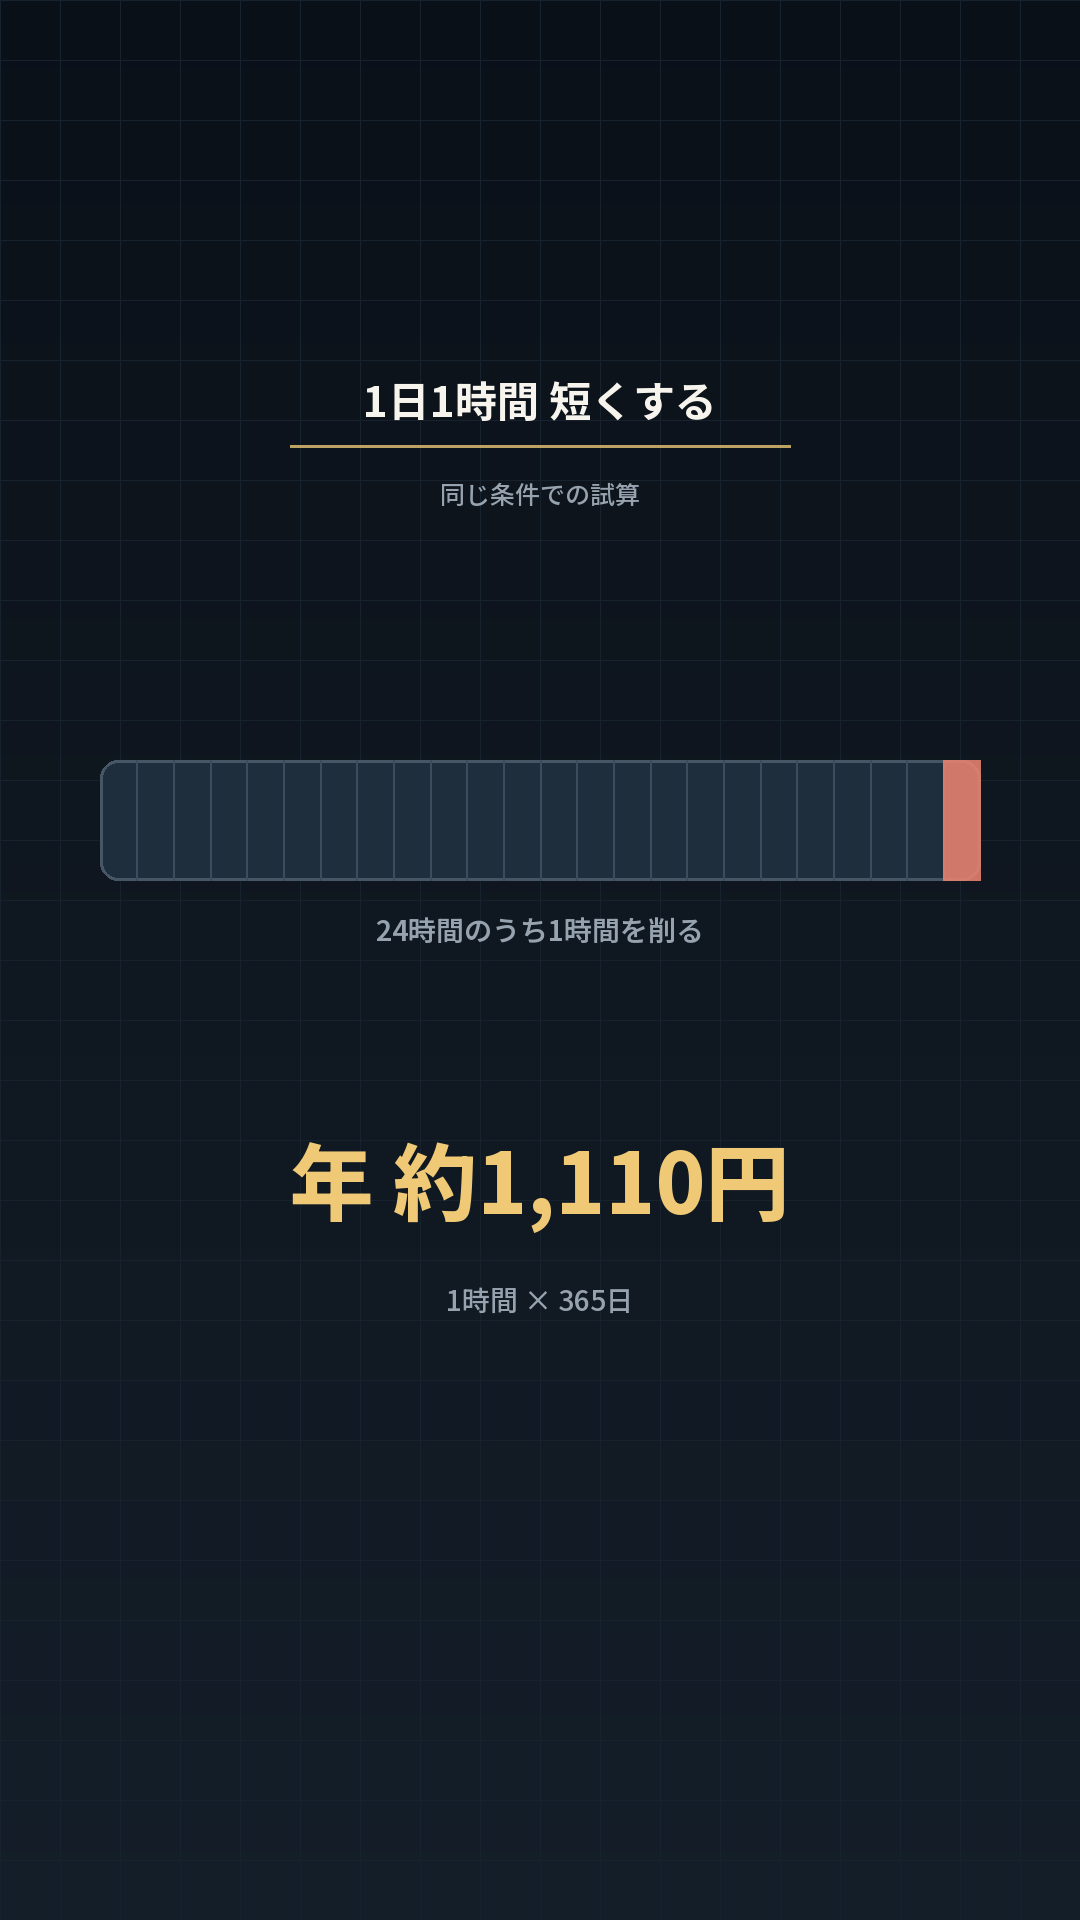 1日1時間 短くする
同じ条件での試算
24時間のうち1時間を削る
年 約1,110円
1時間 × 365日